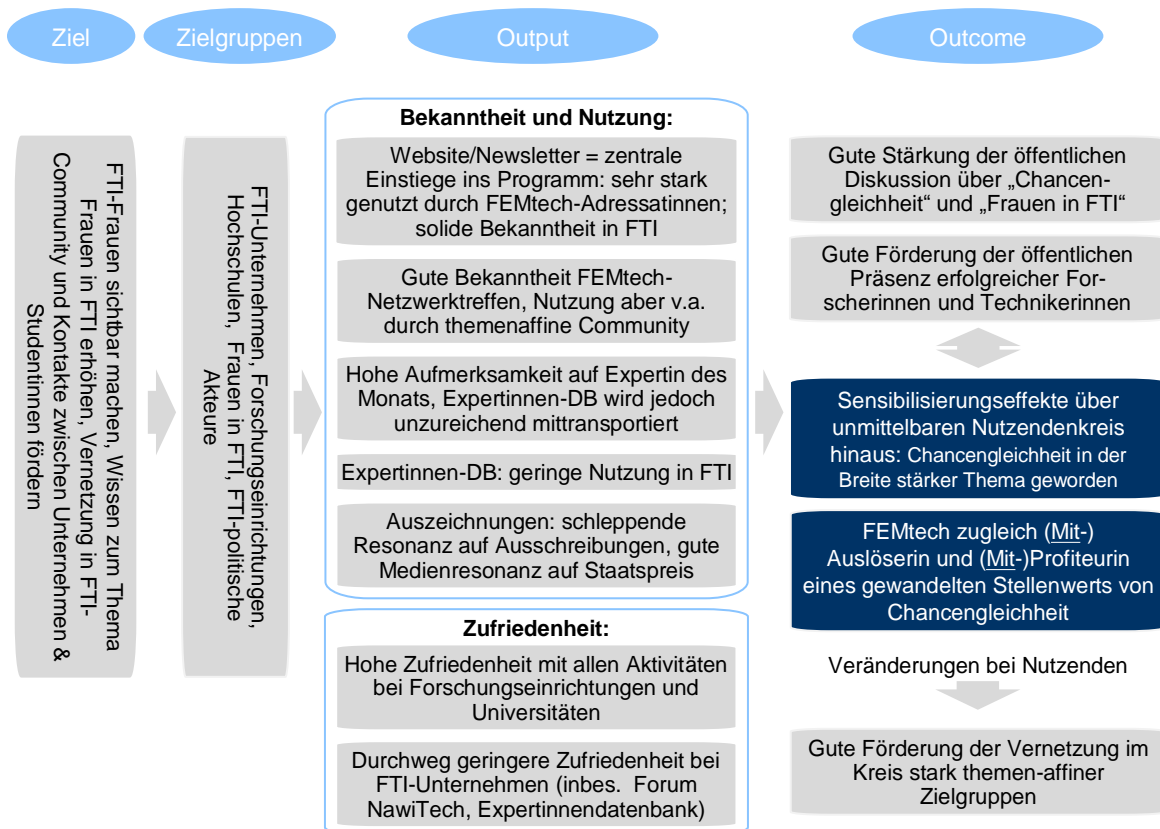 Ziel
Zielgruppen
Output
Outcome
FTI-Frauen sichtbar machen, Wissen zum Thema
Frauen in FTI erhöhen, Vernetzung in FTI-
Community und Kontakte zwischen Unternehmen &
Studentinnen fördern
FTI-Unternehmen, Forschungseinrichtungen,
Hochschulen, Frauen in FTI, FTI-politische
Akteure
Bekanntheit und Nutzung:
Website/Newsletter = zentrale
Einstiege ins Programm: sehr stark
genutzt durch FEMtech-Adressatinnen;
solide Bekanntheit in FTI
Gute Bekanntheit FEMtech-
Netzwerktreffen, Nutzung aber v.a.
durch themenaffine Community
Hohe Aufmerksamkeit auf Expertin des
Monats, Expertinnen-DB wird jedoch
unzureichend mittransportiert
Expertinnen-DB: geringe Nutzung in FTI
Auszeichnungen: schleppende
Resonanz auf Ausschreibungen, gute
Medienresonanz auf Staatspreis
Zufriedenheit:
Hohe Zufriedenheit mit allen Aktivitäten
bei Forschungseinrichtungen und
Universitäten
Durchweg geringere Zufriedenheit bei
FTI-Unternehmen (inbes. Forum
NawiTech, Expertinnendatenbank)
Gute Stärkung der öffentlichen
Diskussion über „Chancen-
gleichheit“ und „Frauen in FTI“
Gute Förderung der öffentlichen
Präsenz erfolgreicher For-
scherinnen und Technikerinnen
Sensibilisierungseffekte über
unmittelbaren Nutzendenkreis
hinaus: Chancengleichheit in der
Breite stärker Thema geworden
FEMtech zugleich (Mit-)
Auslöserin und (Mit-)Profiteurin
eines gewandelten Stellenwerts von
Chancengleichheit
Veränderungen bei Nutzenden
Gute Förderung der Vernetzung im
Kreis stark themen-affiner
Zielgruppen